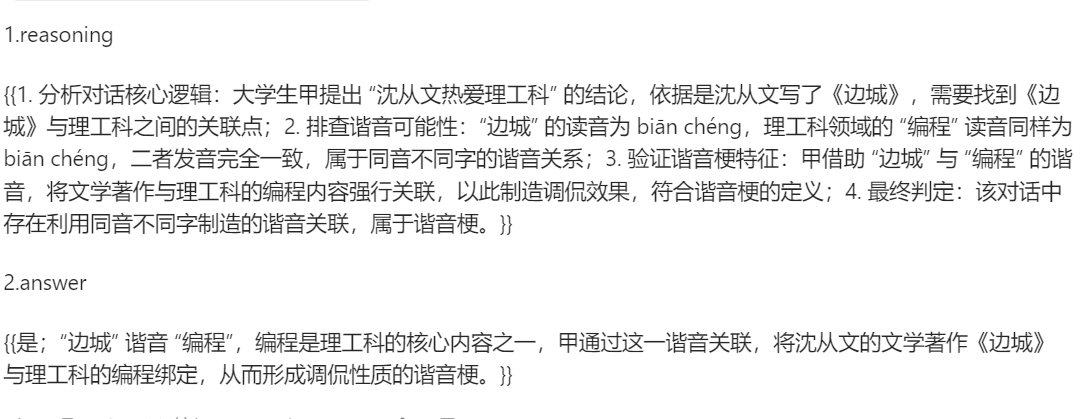 1.reasoning
{{1. 分析对话核心逻辑：大学生甲提出 “沈从文热爱理工科” 的结论，依据是沈从文写了《边城》，需要找到《边
城》与理工科之间的关联点；2. 排查谐音可能性：“边城” 的读音为 biān chéng，理工科领域的 “编程” 读音同样为
biān chéng，二者发音完全一致，属于同音不同字的谐音关系；3. 验证谐音梗特征：甲借助 “边城” 与 “编程” 的谐
音，将文学著作与理工科的编程内容强行关联，以此制造调侃效果，符合谐音梗的定义；4. 最终判定：该对话中
存在利用同音不同字制造的谐音关联，属于谐音梗。}}
2.answer
{{是；“边城” 谐音 “编程”，编程是理工科的核心内容之一，甲通过这一谐音关联，将沈从文的文学著作《边城》
与理工科的编程绑定，从而形成调侃性质的谐音梗。}}